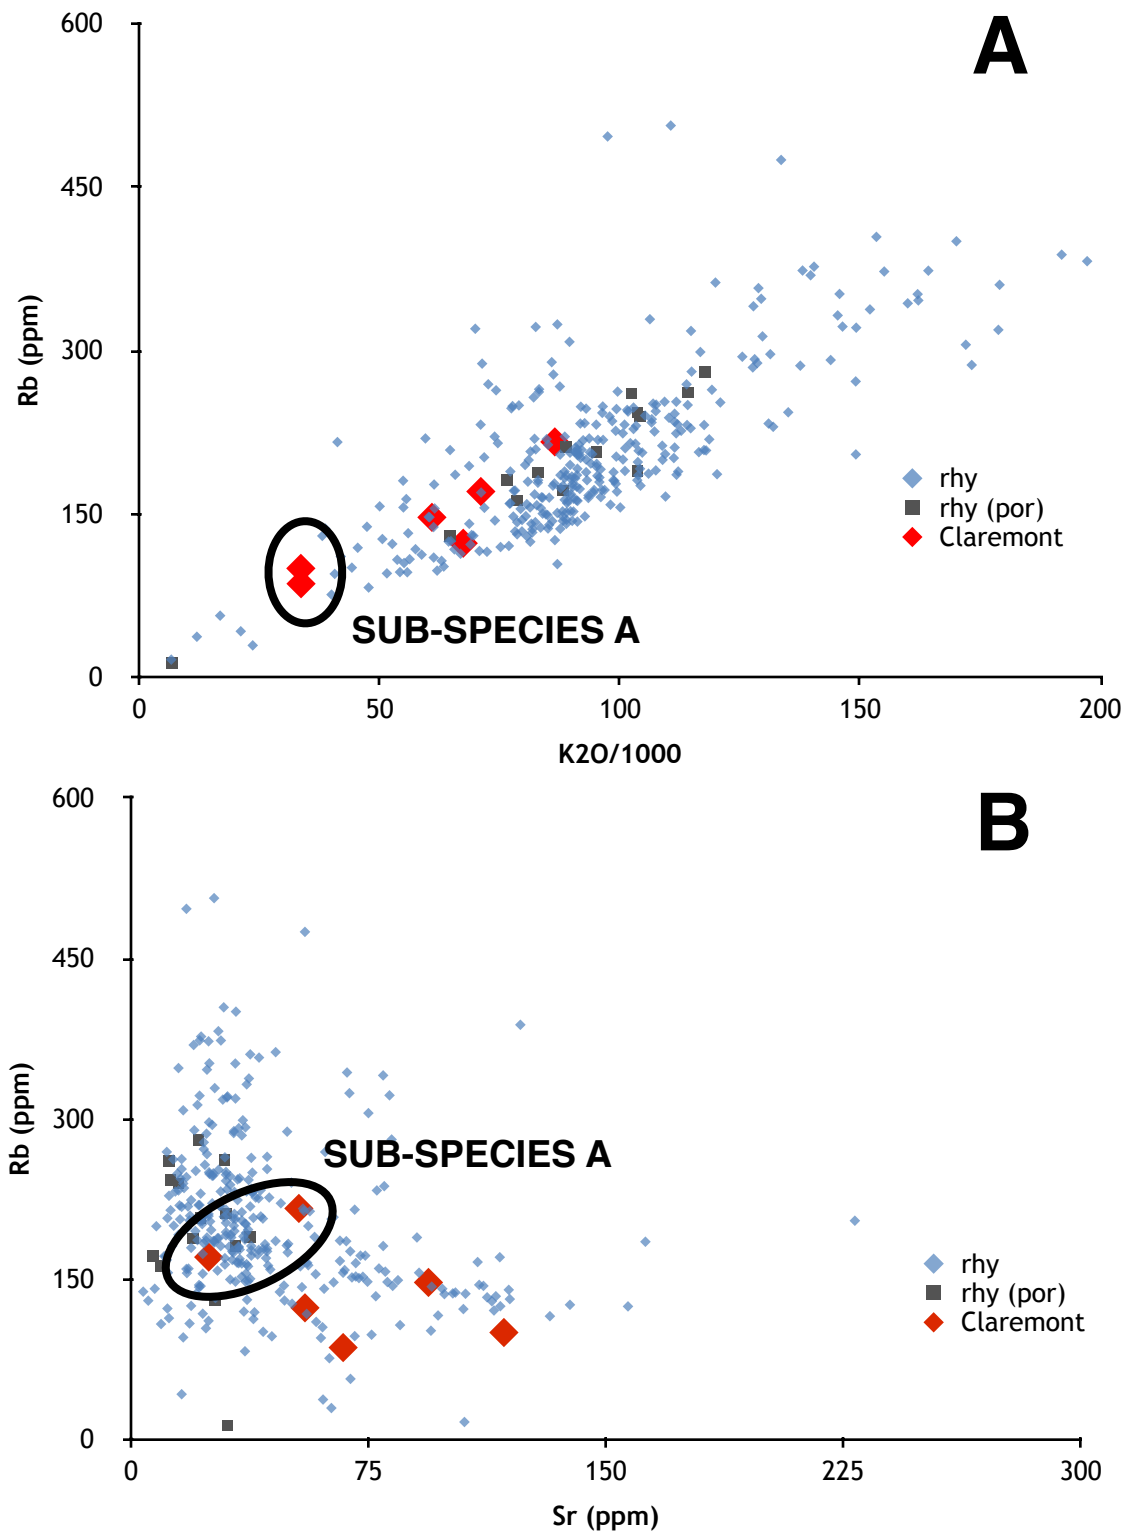 A
600
450
300
150
0
Rb (ppm)
rhy
rhy (por)
Claremont
SUB-SPECIES A
0 50 100 150 200
K2O/1000
B
600
450
300
150
0
Rb (ppm)
SUB-SPECIES A
rhy
rhy (por)
Claremont
0 75 150 225 300
Sr (ppm)